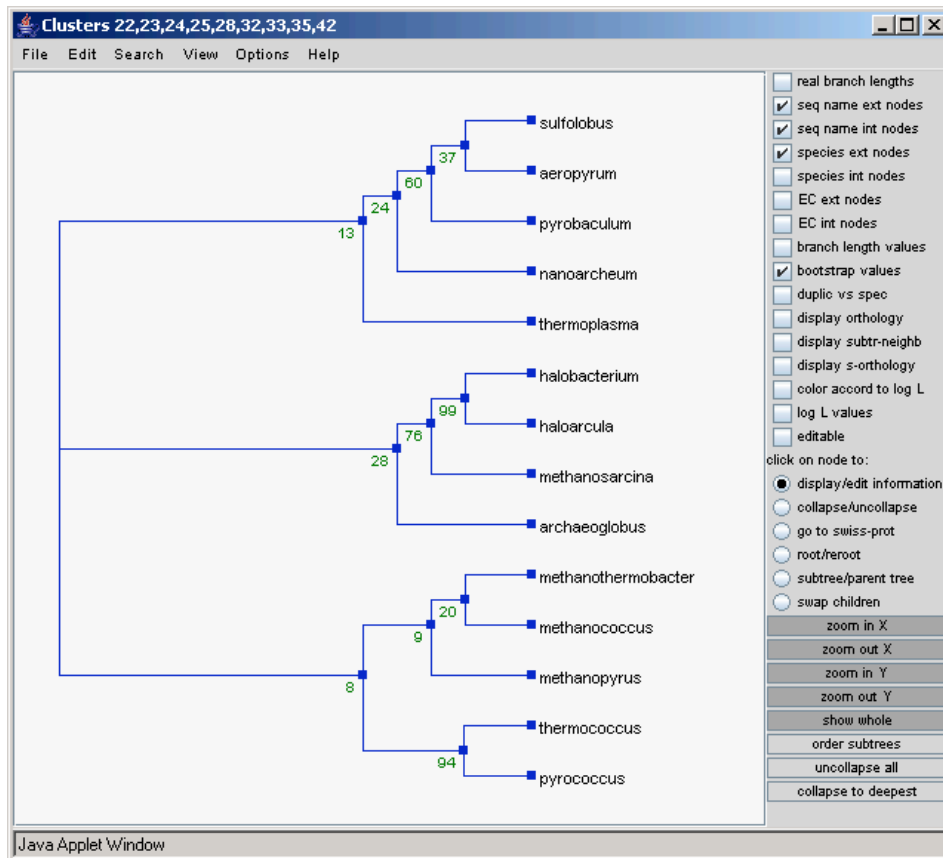 Clusters 22,23,24,25,28,32,33,35,42
File Edit Search View Options Help
sulfolobus
37
aeropyrum
60
24
pyrobaculum
13
nanoarcheum
thermoplasma
halobacterium
99
haloarcula
76
28
methanosarcina
archaeoglobus
methanothermobacter
20
methanococcus
9
methanopyrus
8
thermococcus
94
pyrococcus
real branch lengths
seq name ext nodes
seq name int nodes
species ext nodes
species int nodes
EC ext nodes
EC int nodes
branch length values
bootstrap values
duplic vs spec
display orthology
display subtr-neighb
display s-orthology
color accord to log L
log L values
editable
click on node to:
display/edit information
collapse/uncollapse
go to swiss-prot
root/reroot
subtree/parent tree
swap children
zoom in X
zoom out X
zoom in Y
zoom out Y
show whole
order subtrees
uncollapse all
collapse to deepest
Java Applet Window